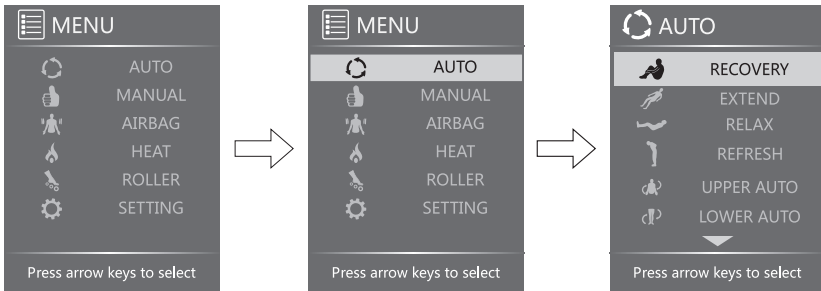 MENU
AUTO
MANUAL
AIRBAG
HEAT
ROLLER
SETTING
Press arrow keys to select
MENU
AUTO
MANUAL
AIRBAG
HEAT
ROLLER
SETTING
Press arrow keys to select
AUTO
RECOVERY
EXTEND
RELAX
REFRESH
UPPER AUTO
LOWER AUTO
Press arrow keys to select